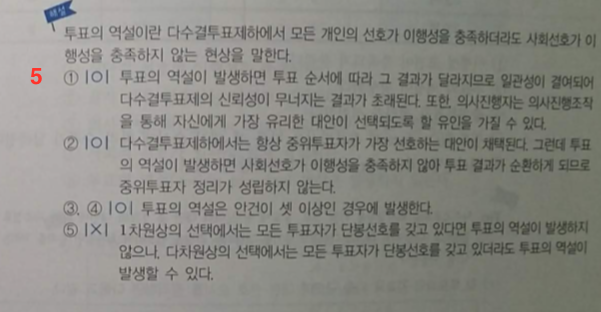 해설
투표의 역설이란 다수결투표제하에서 모든 개인의 선호가 이행성을 충족하더라도 사회선호가 이
행성을 충족하지 않는 현상을 말한다.
5
① |O| 투표의 역설이 발생하면 투표 순서에 따라 그 결과가 달라지므로 일관성이 결여되어
다수결투표제의 신뢰성이 무너지는 결과가 초래된다. 또한, 의사진행자는 의사진행조작
을 통해 자신에게 가장 유리한 대안이 선택되도록 할 유인을 가질 수 있다.
② |O| 다수결투표제하에서는 항상 중위투표자가 가장 선호하는 대안이 채택된다. 그런데 투표
의 역설이 발생하면 사회선호가 이행성을 충족하지 않아 투표 결과가 순환하게 되므로
중위투표자 정리가 성립하지 않는다.
③, ④ |O| 투표의 역설은 안건이 셋 이상인 경우에 발생한다.
⑤ |X| 1차원상의 선택에서는 모든 투표자가 단봉선호를 갖고 있다면 투표의 역설이 발생하지
않으나, 다차원상의 선택에서는 모든 투표자가 단봉선호를 갖고 있더라도 투표의 역설이
발생할 수 있다.